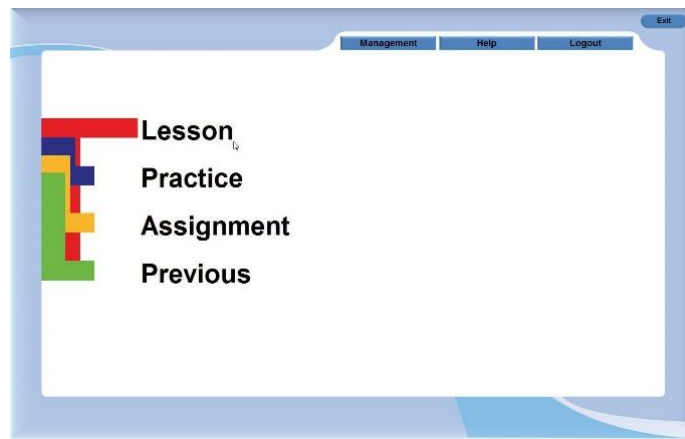 Exit
Management Help Logout
Lesson
Practice
Assignment
Previous